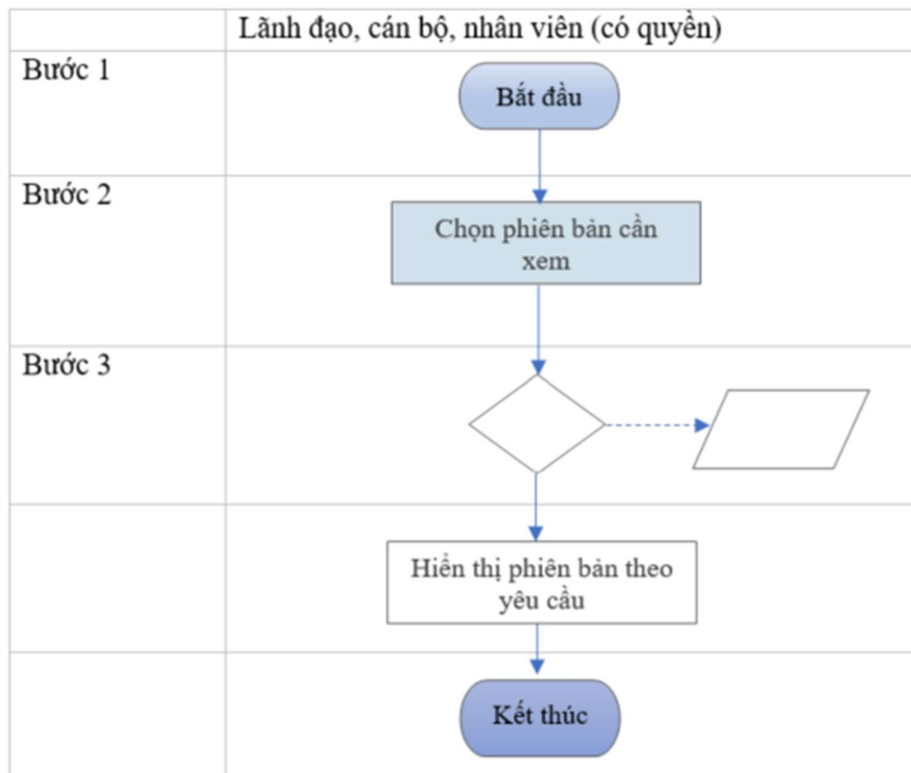 Lãnh đạo, cán bộ, nhân viên (có quyền)
Bước 1
Bắt đầu
Bước 2
Chọn phiên bản cần
xem
Bước 3
Hiển thị phiên bản theo
yêu cầu
Kết thúc